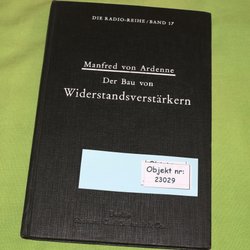 DIE RADIO-REIHE / BAND 17
Manfred von Ardenne
Der Bau von
Widerstandsverstärkern
Objekt nr:
23029